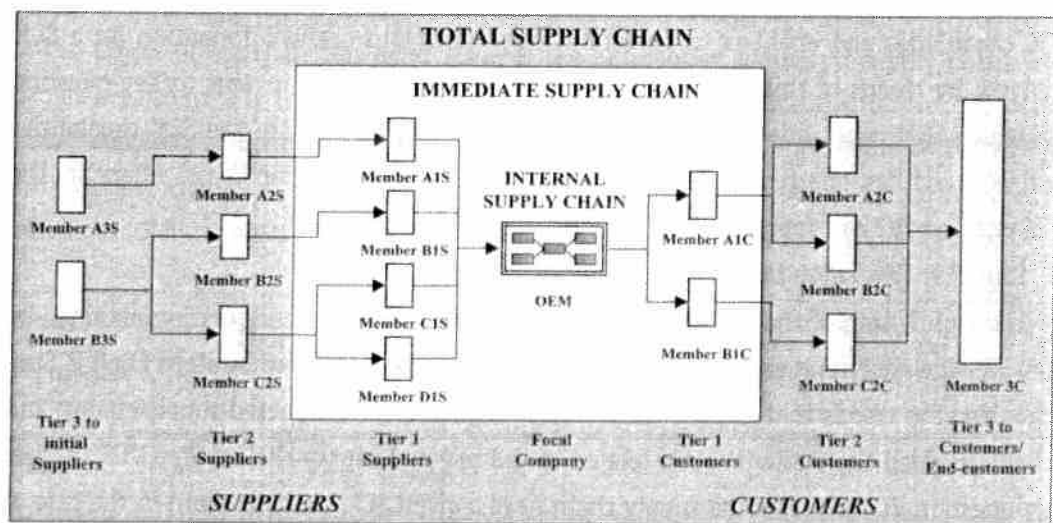 TOTAL SUPPLY CHAIN
IMMEDIATE SUPPLY CHAIN
INTERNAL
SUPPLY CHAIN
Member A3S
Member B3S
Member A2S
Member B2S
Member C2S
Member A1S
Member B1S
Member C1S
Member D1S
OEM
Member A1C
Member B1C
Member A2C
Member B2C
Member C2C
Member 3C
Tier 3 to
initial
Suppliers
Tier 2
Suppliers
Tier 1
Suppliers
Focal
Company
Tier 1
Customers
Tier 2
Customers
Tier 3 to
Customers/
End-customers
SUPPLIERS
CUSTOMERS